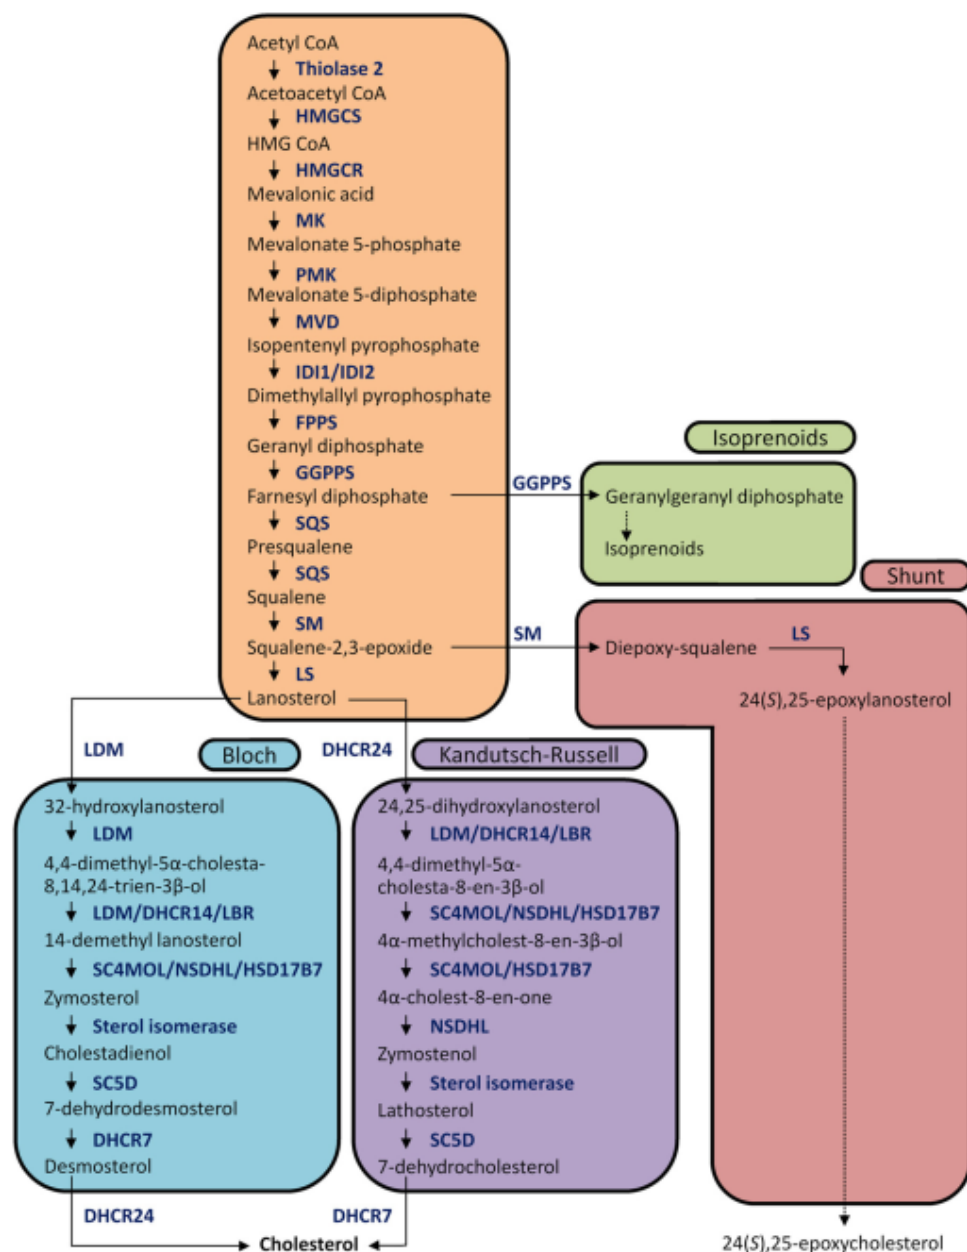 Acetyl CoA
Thiolase 2
Acetoacetyl CoA
HMGCS
HMG CoA
HMGCR
Mevalonic acid
MK
Mevalonate 5-phosphate
PMK
Mevalonate 5-diphosphate
MVD
Isopentenyl pyrophosphate
IDI1/IDI2
Dimethylallyl pyrophosphate
FPPS
Geranyl diphosphate
GGPPS
Farnesyl diphosphate
SQS
Presqualene
SQS
Squalene
SM
Squalene-2,3-epoxide
LS
Lanosterol
Isoprenoids
GGPPS
Geranylgeranyl diphosphate
Isoprenoids
Shunt
SM
Diepoxy-squalene
LS
24(S),25-epoxylanosterol
24(S),25-epoxycholesterol
LDM
Bloch
32-hydroxylanosterol
LDM
4,4-dimethyl-5α-cholesta-
8,14,24-trien-3β-ol
LDM/DHCR14/LBR
14-demethyl lanosterol
SC4MOL/NSDHL/HSD17B7
Zymosterol
Sterol isomerase
Cholestadienol
SC5D
7-dehydrodesmosterol
DHCR7
Desmosterol
DHCR24
DHCR24
Kandutsch-Russell
24,25-dihydroxylanosterol
LDM/DHCR14/LBR
4,4-dimethyl-5α-
cholesta-8-en-3β-ol
SC4MOL/NSDHL/HSD17B7
4α-methylcholest-8-en-3β-ol
SC4MOL/HSD17B7
4α-cholest-8-en-one
NSDHL
Zymostenol
Sterol isomerase
Lathosterol
SC5D
7-dehydrocholesterol
DHCR7
Cholesterol